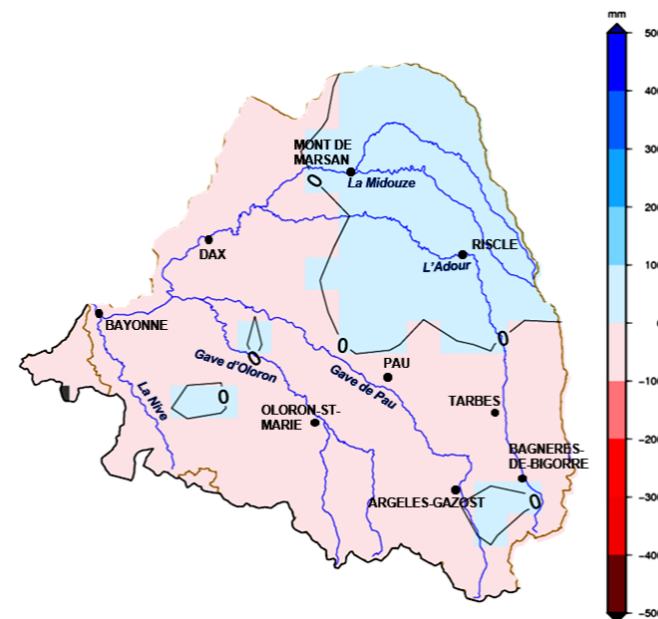 mm
500
400
300
200
100
0
-100
-200
-300
-400
-500
MONT DE
MARSAN
0
La Midouze
DAX
RISCLE
L'Adour
BAYONNE
0
0
0
Gave d'Oloron
Gave de Pau
PAU
La Nive
0
OLORON-ST-
MARIE
TARBES
BAGNERES-
DE-BIGORRE
ARGELES-GAZOST
0